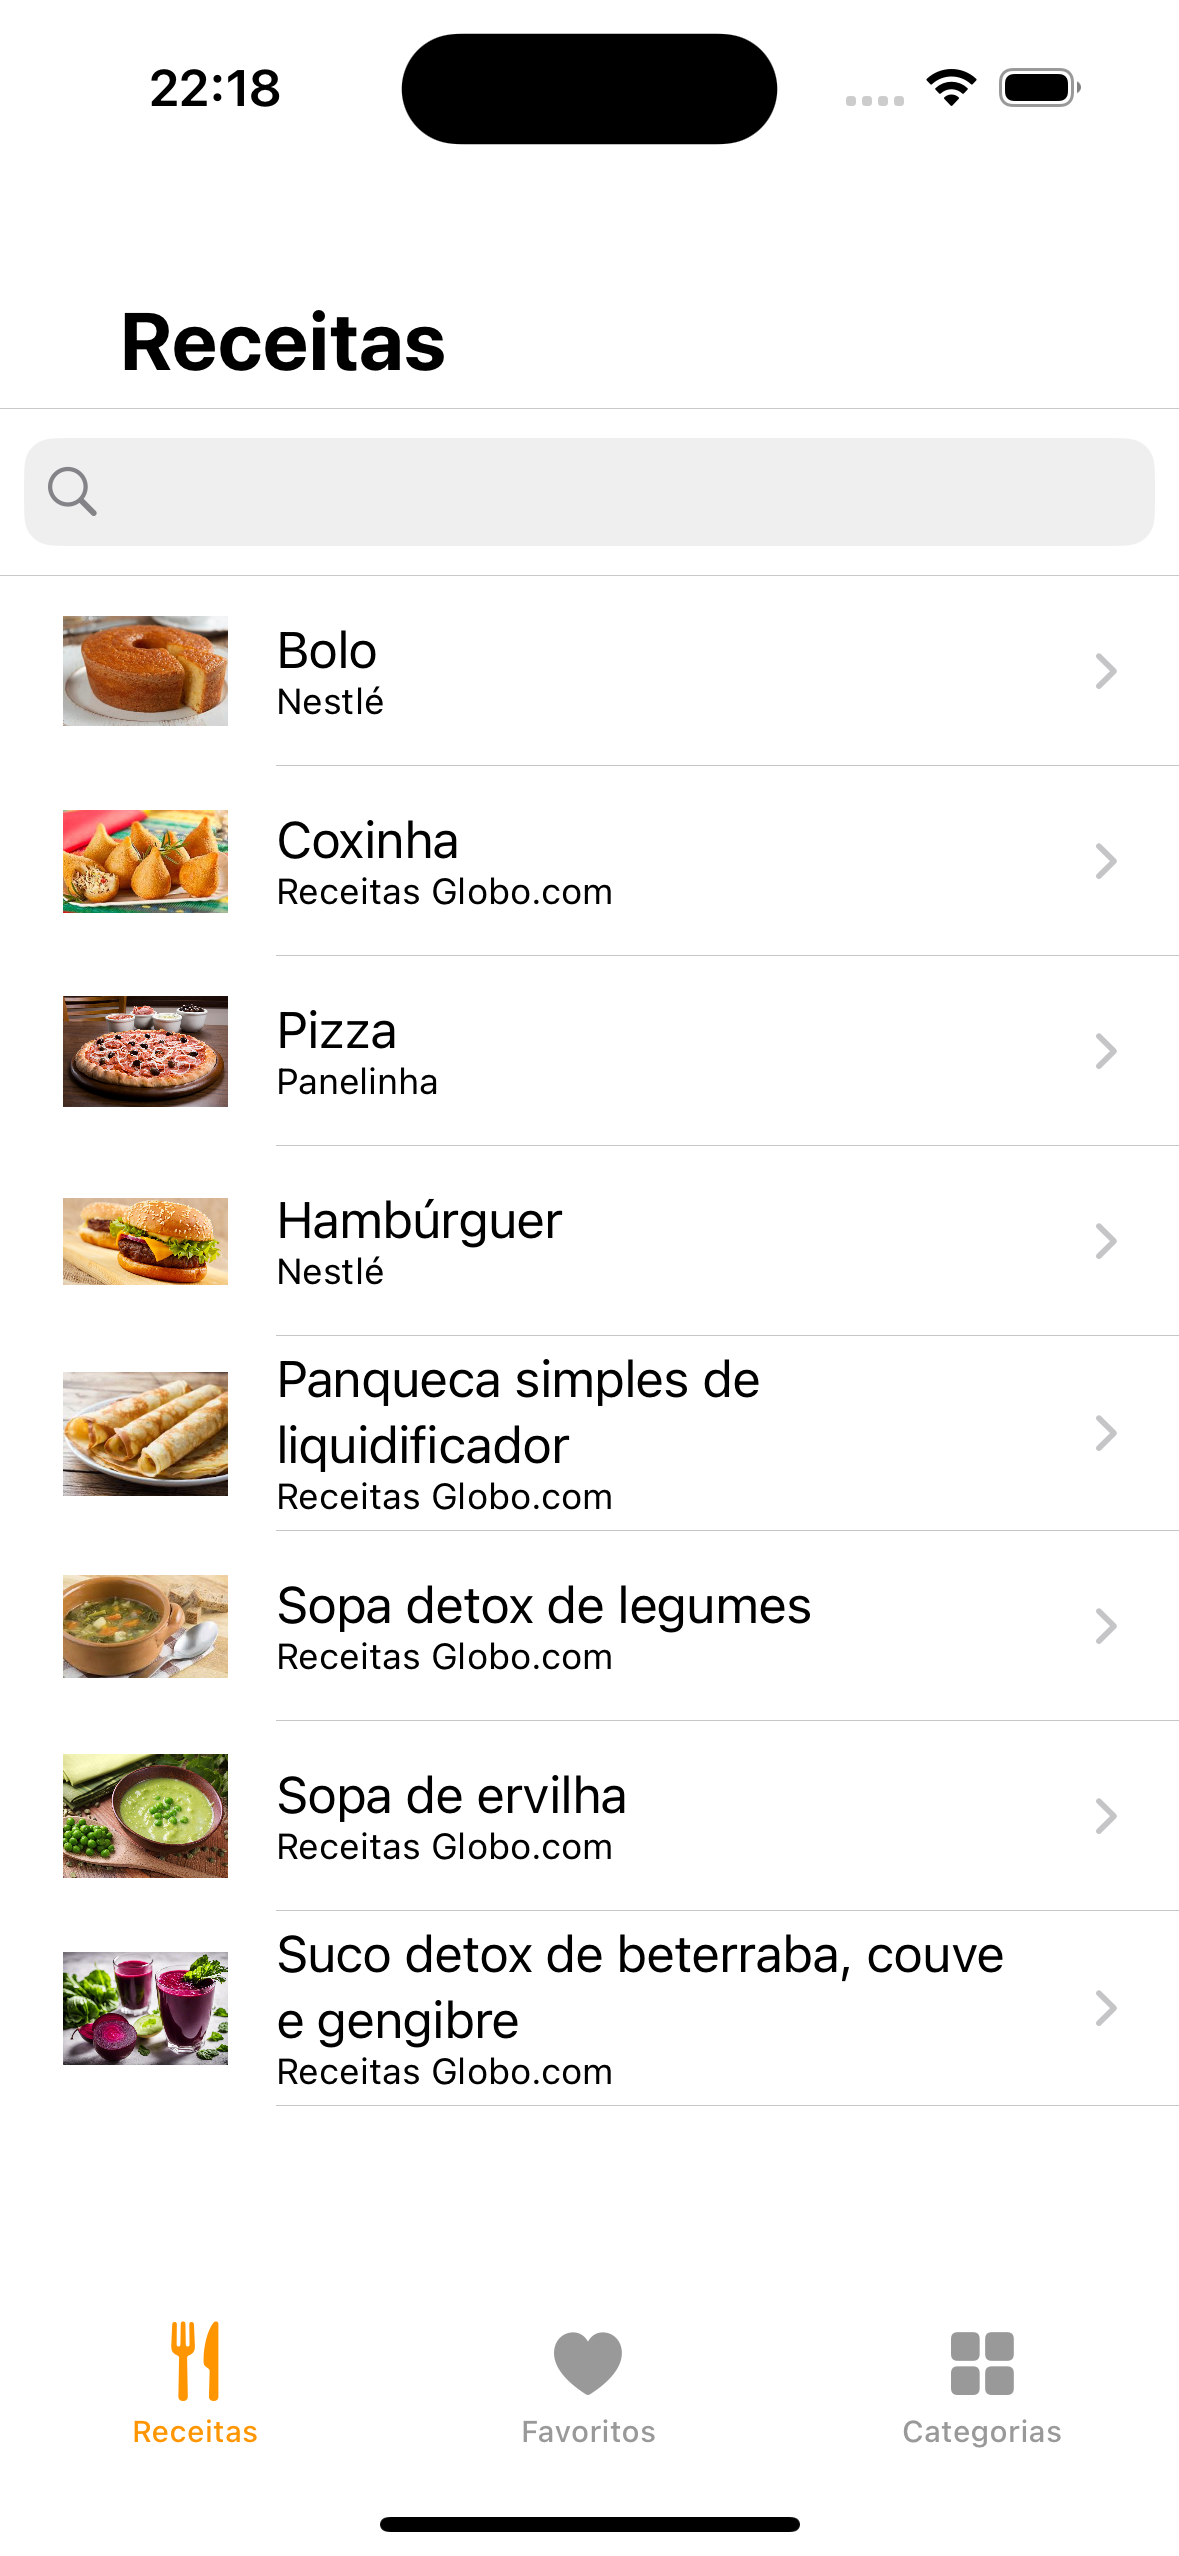 22:18
Receitas
Bolo
Nestlé
Coxinha
Receitas Globo.com
Pizza
Panelinha
Hambúrguer
Nestlé
Panqueca simples de
liquidificador
Receitas Globo.com
Sopa detox de legumes
Receitas Globo.com
Sopa de ervilha
Receitas Globo.com
Suco detox de beterraba, couve
e gengibre
Receitas Globo.com
Receitas
Favoritos
Categorias